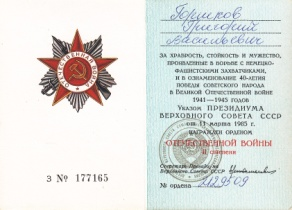 ОТЕЧЕСТВЕННАЯ ВОЙНА
З № 177165
Горшков
Григорий
Васильевич
ЗА ХРАБРОСТЬ, СТОЙКОСТЬ И МУЖЕСТВО,
ПРОЯВЛЕННЫЕ В БОРЬБЕ С НЕМЕЦКО-
ФАШИСТСКИМИ ЗАХВАТЧИКАМИ,
И В ОЗНАМЕНОВАНИЕ 40-ЛЕТИЯ
ПОБЕДЫ СОВЕТСКОГО НАРОДА
В ВЕЛИКОЙ ОТЕЧЕСТВЕННОЙ ВОЙНЕ
1941—1945 ГОДОВ
Указом ПРЕЗИДИУМА
ВЕРХОВНОГО СОВЕТА СССР
от 11 марта 1985 г.
НАГРАЖДЕН ОРДЕНОМ
ОТЕЧЕСТВЕННОЙ ВОЙНЫ
II степени
Секретарь Президиума
Верховного Совета СССР
№ ордена